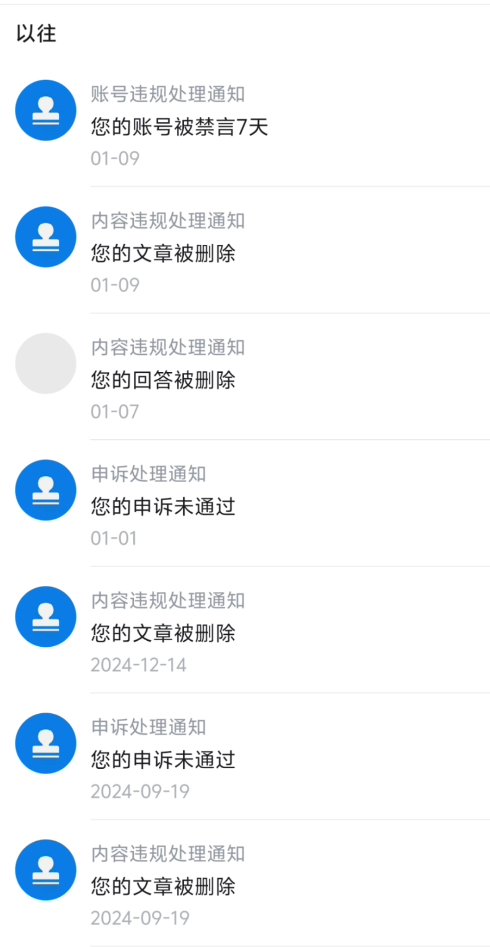 以往
账号违规处理通知
您的账号被禁言7天
01-09
内容违规处理通知
您的文章被删除
01-09
内容违规处理通知
您的回答被删除
01-07
申诉处理通知
您的申诉未通过
01-01
内容违规处理通知
您的文章被删除
2024-12-14
申诉处理通知
您的申诉未通过
2024-09-19
内容违规处理通知
您的文章被删除
2024-09-19